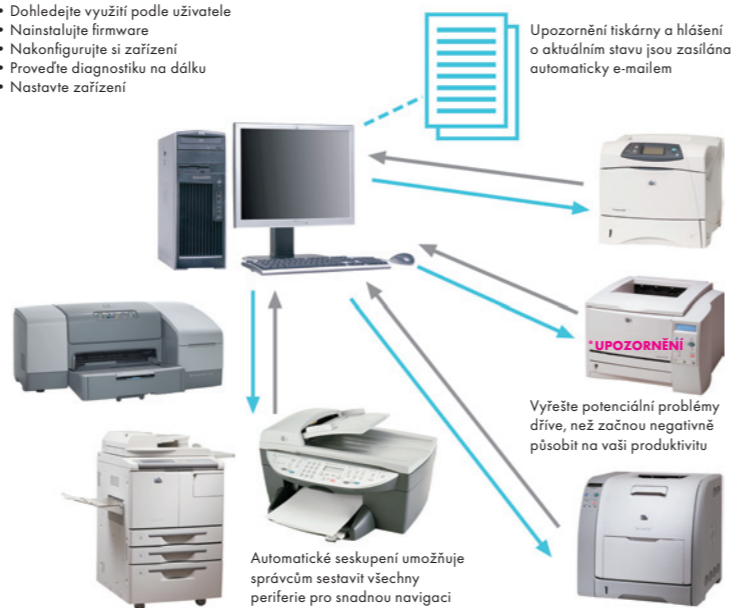 • Dohledejte využití podle uživatele
• Nainstalujte firmware
• Nakonfigurujte si zařízení
• Proveďte diagnostiku na dálku
• Nastavte zařízení
Upozornění tiskárny a hlášení
o aktuálním stavu jsou zasílána
automaticky e-mailem
*UPOZORNĚNÍ
Vyřešte potenciální problémy
dříve, než začnou negativně
působit na vaši produktivitu
Automatické seskupení umožňuje
správcům sestavit všechny
periferie pro snadnou navigaci